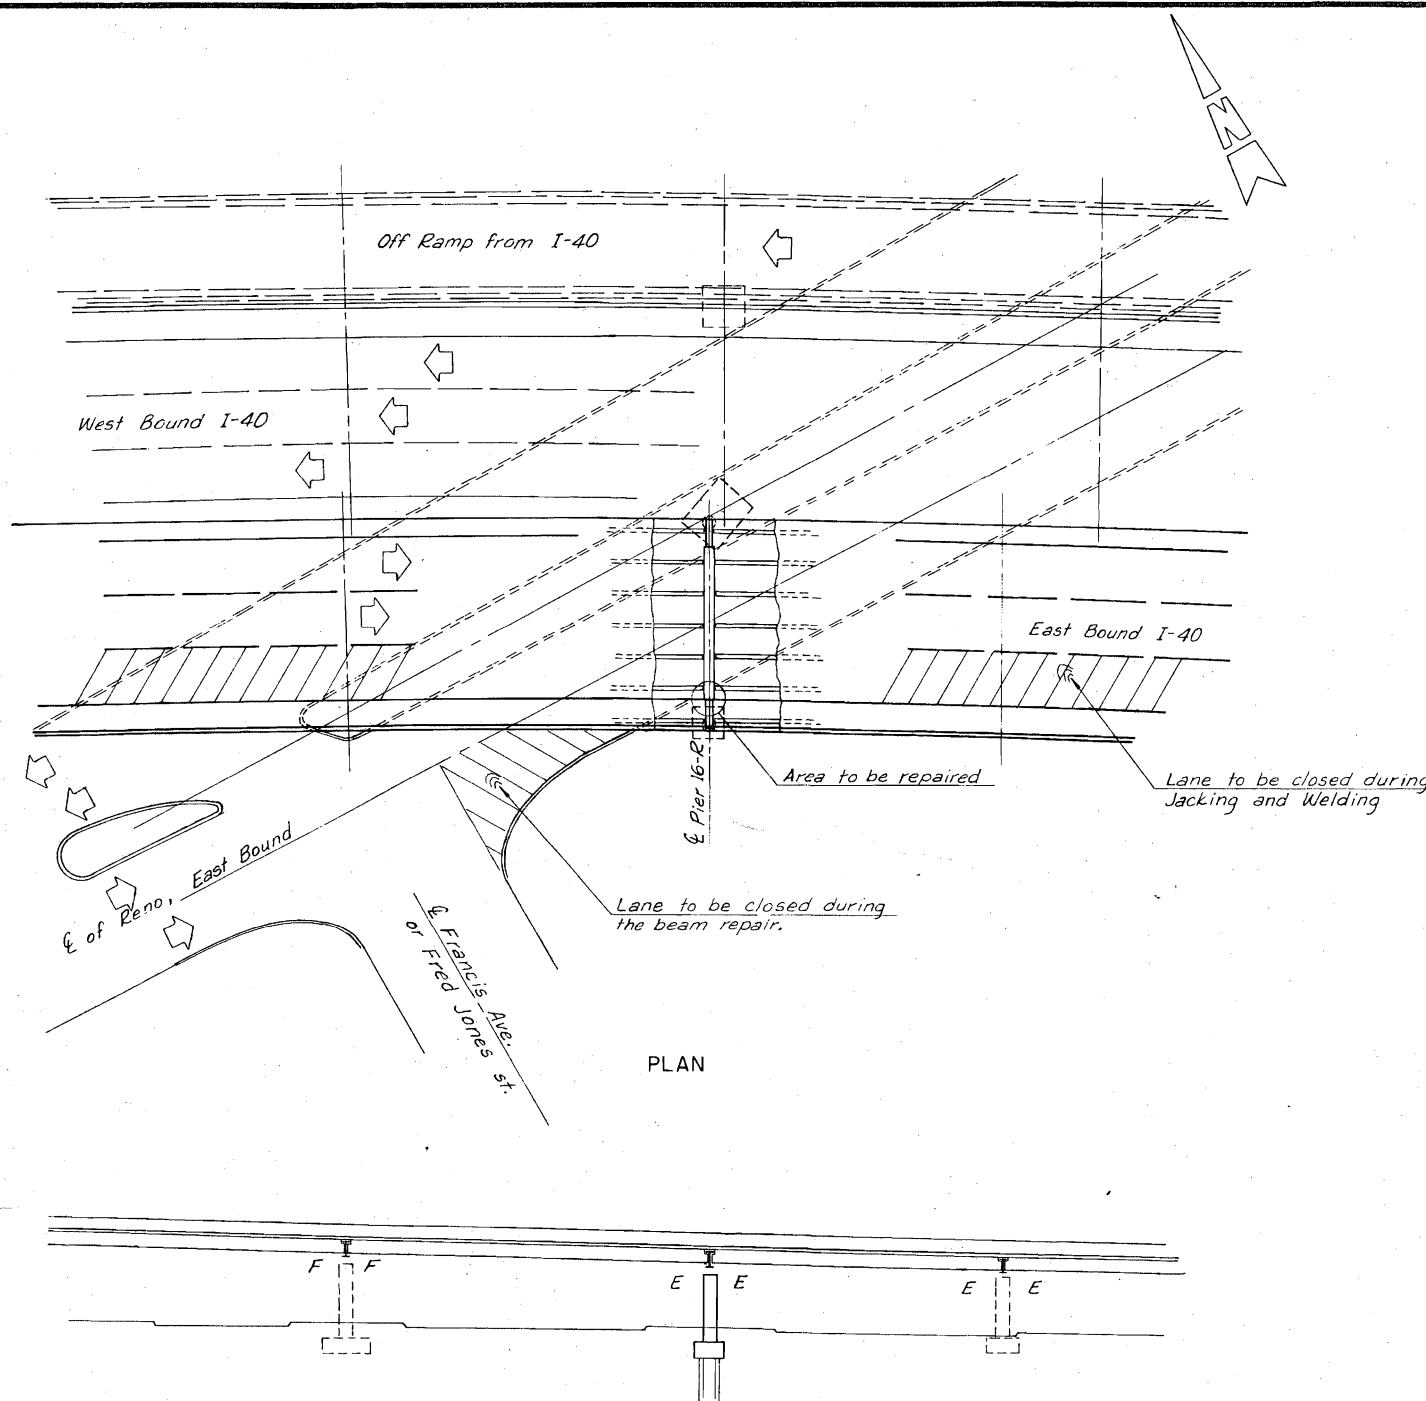 N
Off Ramp from I-40
West Bound I-40
East Bound I-40
Area to be repaired
Lane to be closed during
Jacking and Welding
℄ Pier 16-R
℄ of Reno, East Bound
Lane to be closed during
the beam repair.
℄ Francis Ave.
or Fred Jones st.
PLAN
F F
E E
E E